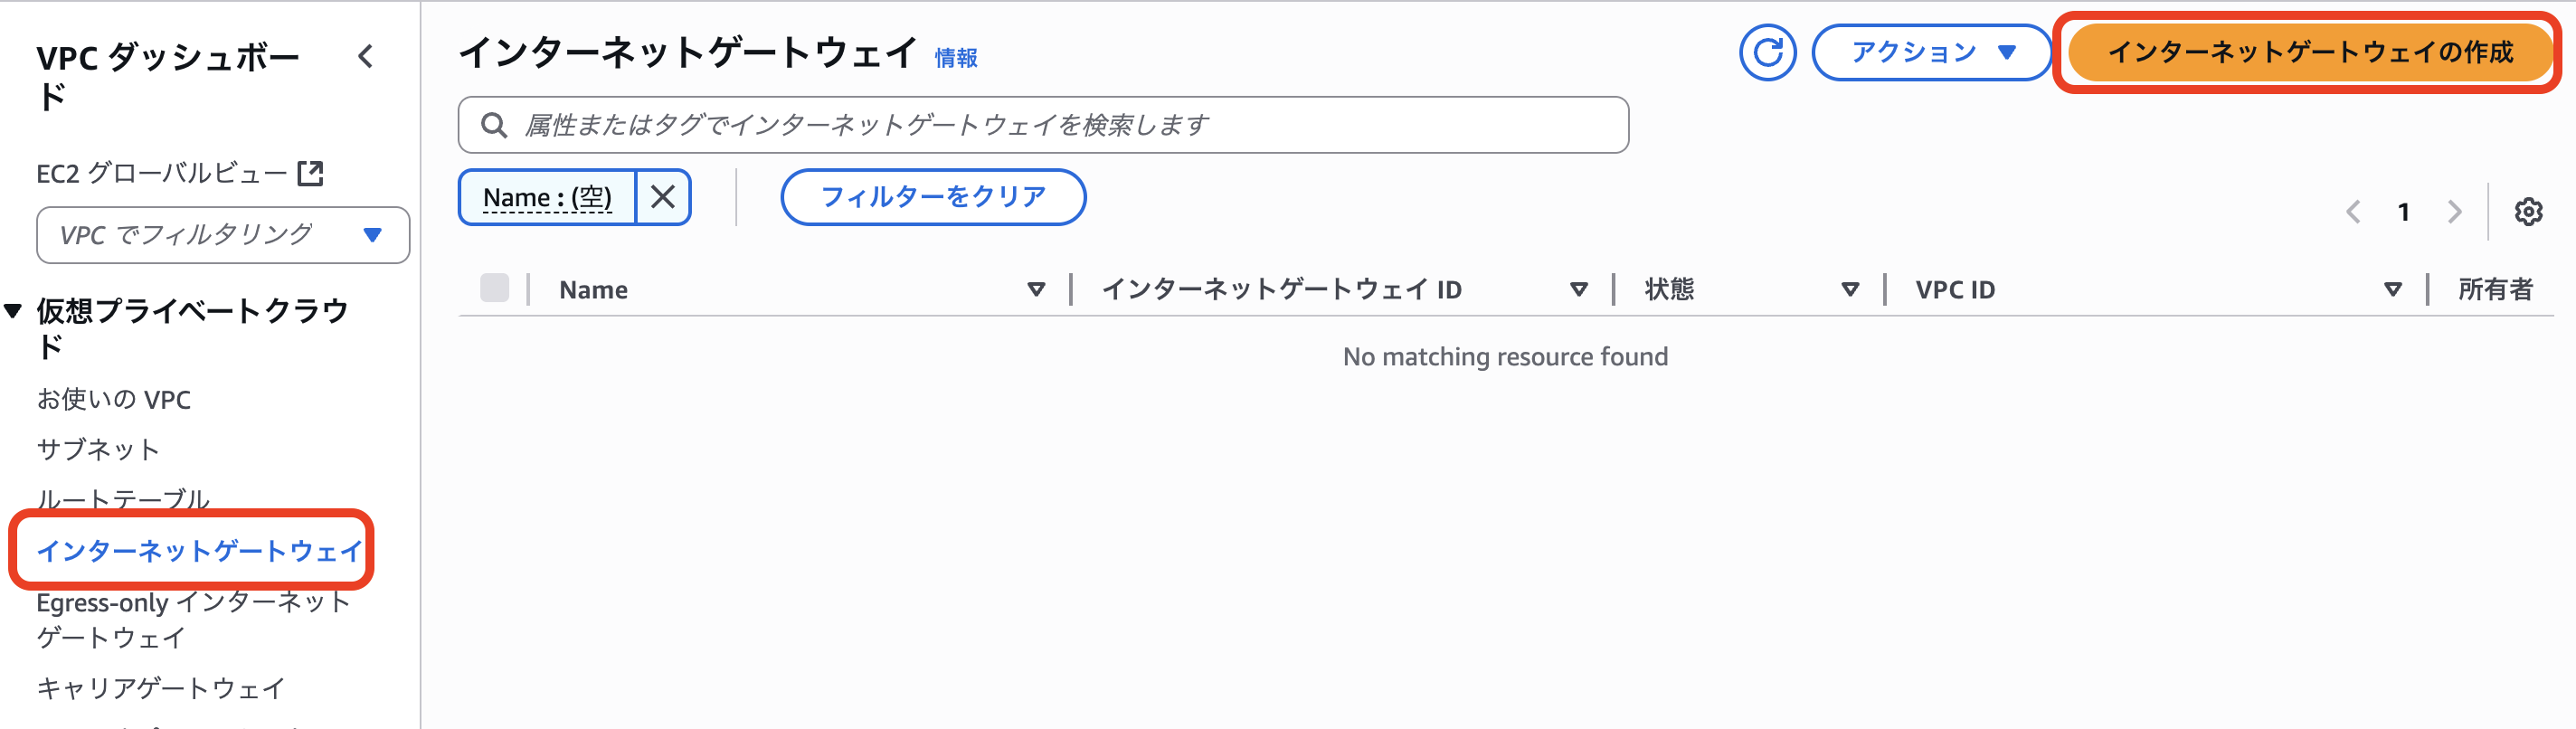 VPC ダッシュボー
ド
EC2 グローバルビュー
VPC でフィルタリング
仮想プライベートクラウ
ド
お使いの VPC
サブネット
ルートテーブル
インターネットゲートウェイ
Egress-only インターネット
ゲートウェイ
キャリアゲートウェイ
インターネットゲートウェイ 情報
アクション
インターネットゲートウェイの作成
属性またはタグでインターネットゲートウェイを検索します
Name : (空)
フィルターをクリア
1
Name インターネットゲートウェイ ID 状態 VPC ID 所有者
No matching resource found